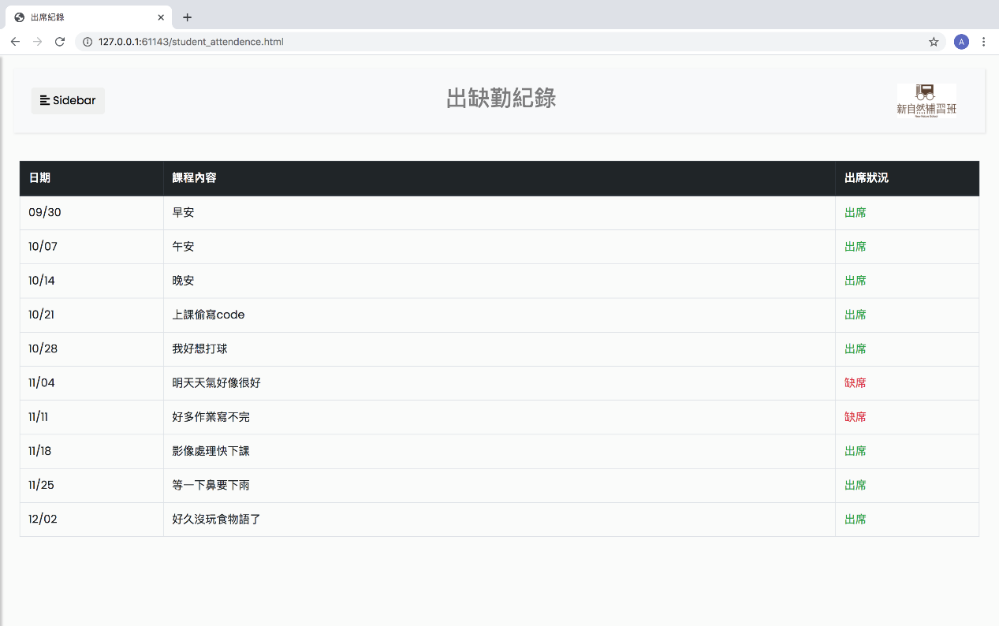 出席紀錄
127.0.0.1:61143/student_attendence.html
A
Sidebar
出缺勤紀錄
新自然補習班
日期 課程內容 出席狀況
09/30 早安 出席
10/07 午安 出席
10/14 晚安 出席
10/21 上課偷寫code 出席
10/28 我好想打球 出席
11/04 明天天氣好像很好 缺席
11/11 好多作業寫不完 缺席
11/18 影像處理快下課 出席
11/25 等一下鼻要下雨 出席
12/02 好久沒玩食物語了 出席